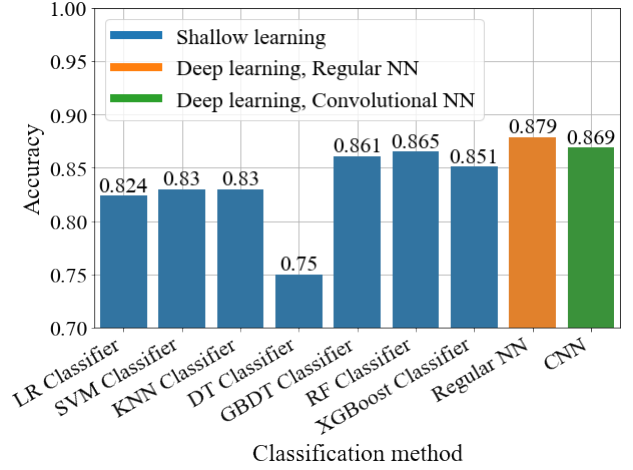 1.00
0.95
0.90
0.85
0.80
0.75
0.70
Accuracy
Shallow learning
Deep learning, Regular NN
Deep learning, Convolutional NN
0.824
0.83
0.83
0.75
0.861
0.865
0.851
0.879
0.869
LR Classifier
SVM Classifier
KNN Classifier
DT Classifier
GBDT Classifier
RF Classifier
XGBoost Classifier
Regular NN
CNN
Classification method